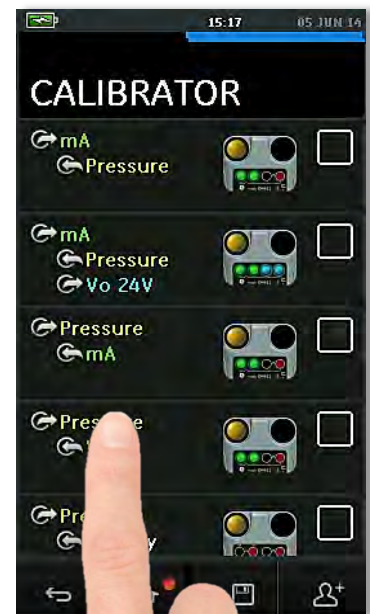 15:17 05 JUN 14
CALIBRATOR
mA
Pressure
mA
Pressure
Vo 24V
Pressure
mA